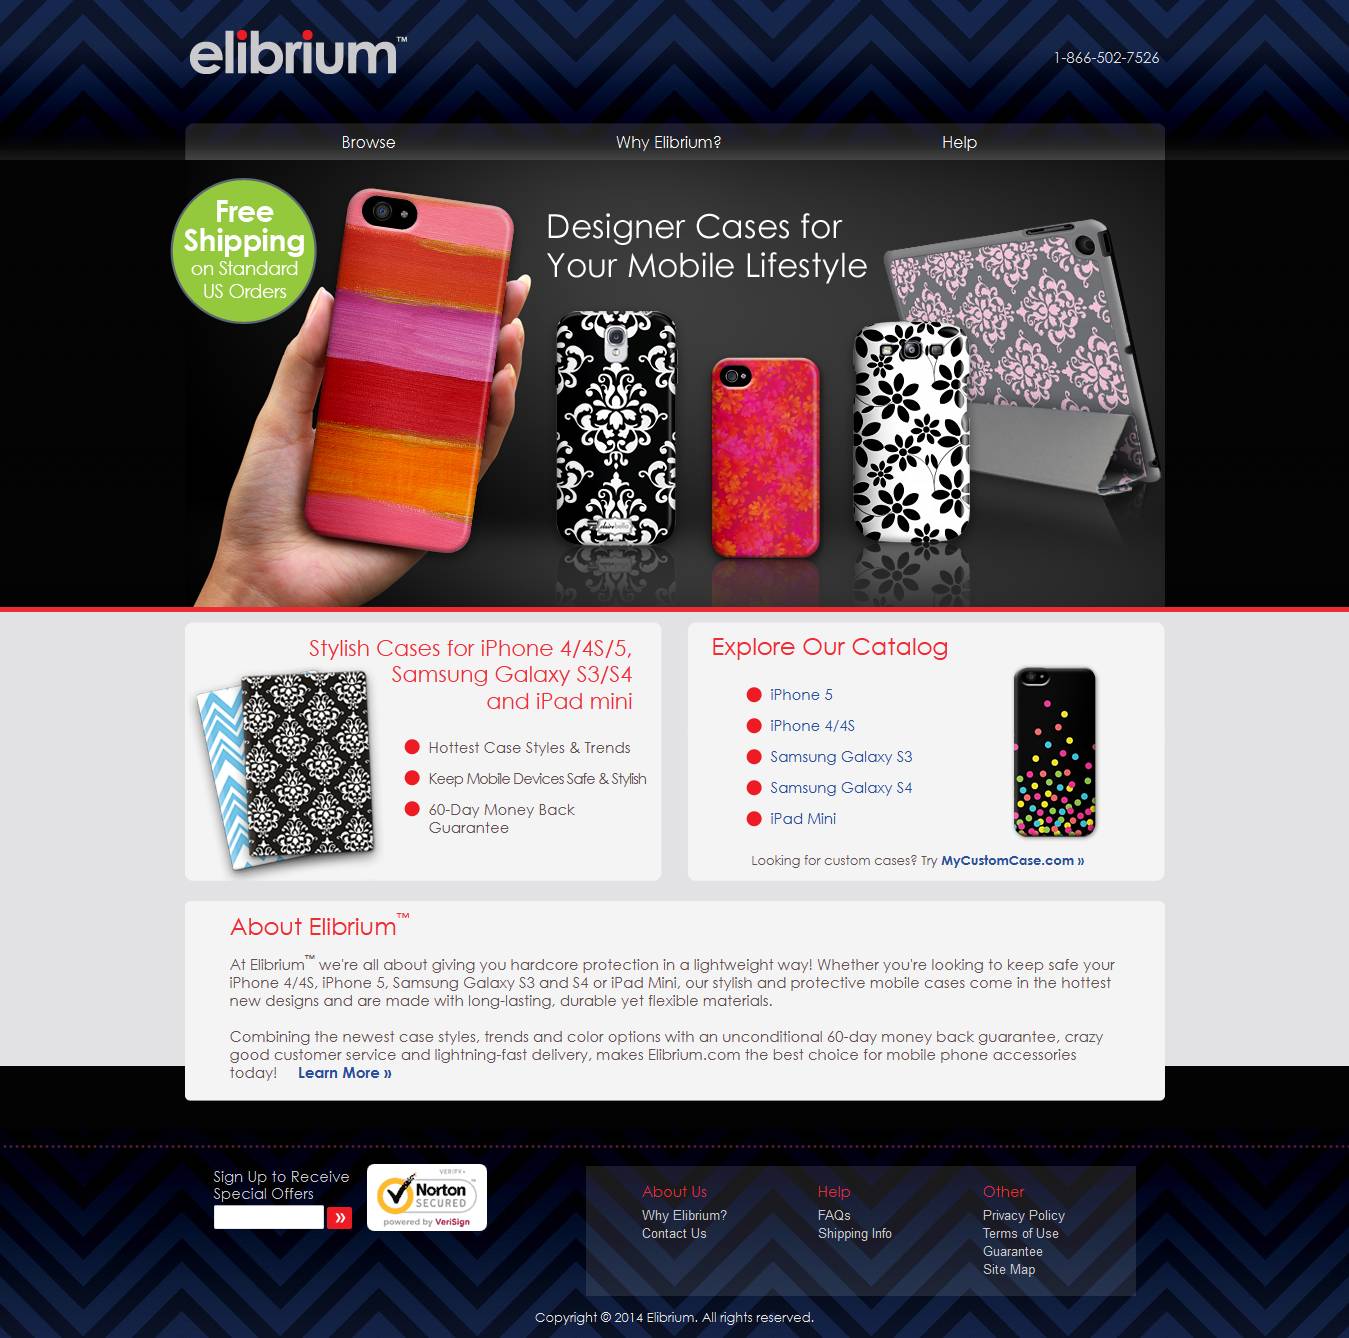 elibrium™
1-866-502-7526
Browse
Why Elibrium?
Help
Free
Shipping
on Standard
US Orders
Designer Cases for
Your Mobile Lifestyle
clairebella
Stylish Cases for iPhone 4/4S/5,
Samsung Galaxy S3/S4
and iPad mini
Hottest Case Styles & Trends
Keep Mobile Devices Safe & Stylish
60-Day Money Back
Guarantee
Explore Our Catalog
iPhone 5
iPhone 4/4S
Samsung Galaxy S3
Samsung Galaxy S4
iPad Mini
Looking for custom cases? Try MyCustomCase.com »
About Elibrium™
At Elibrium™ we're all about giving you hardcore protection in a lightweight way! Whether you're looking to keep safe your
iPhone 4/4S, iPhone 5, Samsung Galaxy S3 and S4 or iPad Mini, our stylish and protective mobile cases come in the hottest
new designs and are made with long-lasting, durable yet flexible materials.
Combining the newest case styles, trends and color options with an unconditional 60-day money back guarantee, crazy
good customer service and lightning-fast delivery, makes Elibrium.com the best choice for mobile phone accessories
today! Learn More »
Sign Up to Receive
Special Offers
»
VERIFY▸
Norton™
SECURED
powered by VeriSign
About Us
Why Elibrium?
Contact Us
Help
FAQs
Shipping Info
Other
Privacy Policy
Terms of Use
Guarantee
Site Map
Copyright © 2014 Elibrium. All rights reserved.